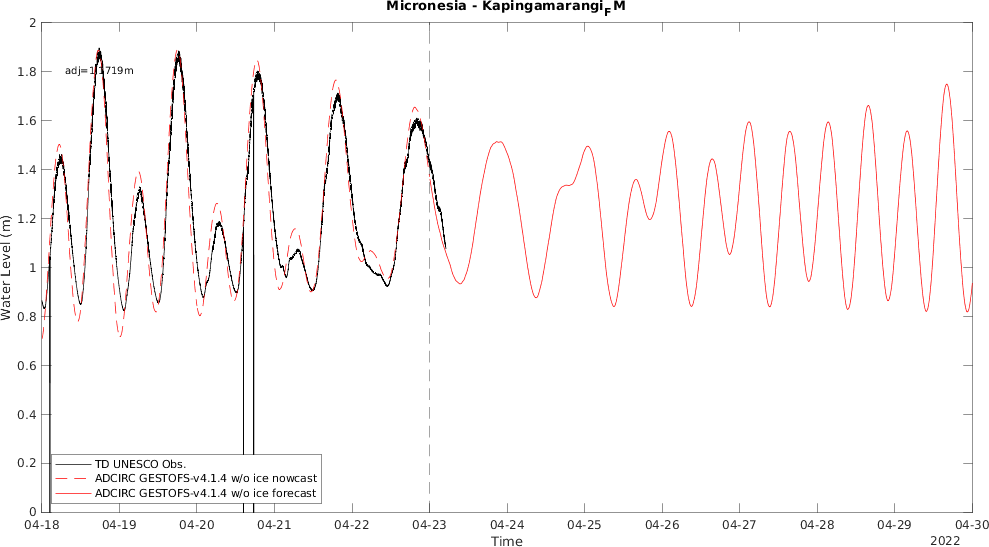 Micronesia - KapingamarangiFM
2
1.8
1.6
1.4
1.2
1
0.8
0.6
0.4
0.2
0
Water Level (m)
adj=1.1719m
TD UNESCO Obs.
ADCIRC GESTOFS-v4.1.4 w/o ice nowcast
ADCIRC GESTOFS-v4.1.4 w/o ice forecast
04-18 04-19 04-20 04-21 04-22 04-23 04-24 04-25 04-26 04-27 04-28 04-29 04-30
Time
2022